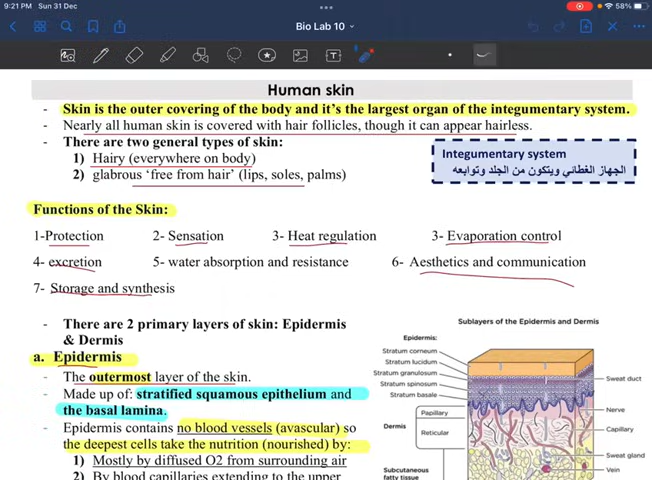 9:21 PM Sun 31 Dec
58%
Bio Lab 10
Human skin
- Skin is the outer covering of the body and it's the largest organ of the integumentary system.
- Nearly all human skin is covered with hair follicles, though it can appear hairless.
- There are two general types of skin:
1) Hairy (everywhere on body)
2) glabrous ‘free from hair’ (lips, soles, palms)
Integumentary system
الجهاز الغطائي ويتكون من الجلد وتوابعه
Functions of the Skin:
1-Protection 2- Sensation 3- Heat regulation 3- Evaporation control
4- excretion 5- water absorption and resistance 6- Aesthetics and communication
7- Storage and synthesis
- There are 2 primary layers of skin: Epidermis
& Dermis
a. Epidermis
- The outermost layer of the skin.
- Made up of: stratified squamous epithelium and
the basal lamina.
- Epidermis contains no blood vessels (avascular) so
the deepest cells take the nutrition (nourished) by:
1) Mostly by diffused O2 from surrounding air
2) By blood capillaries extending to the upper
Sublayers of the Epidermis and Dermis
Epidermis:
Stratum corneum
Stratum lucidum
Stratum granulosum
Stratum spinosum
Stratum basale
Papillary
Dermis
Reticular
Subcutaneous
fatty tissue
Sweat duct
Nerve
Capillary
Sweat gland
Vein